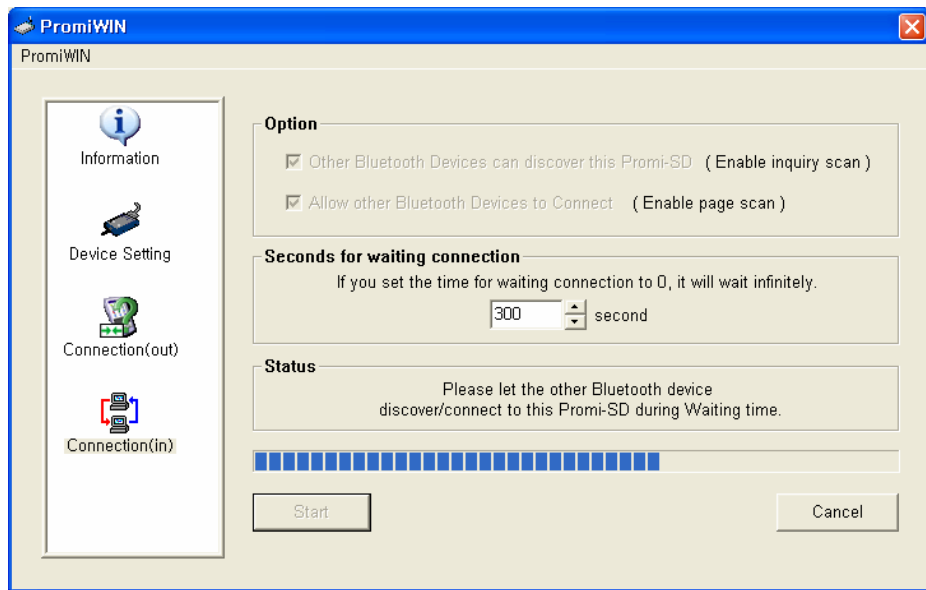 PromiWIN
PromiWIN
Information
Device Setting
Connection(out)
Connection(in)
Option
Other Bluetooth Devices can discover this Promi-SD ( Enable inquiry scan )
Allow other Bluetooth Devices to Connect ( Enable page scan )
Seconds for waiting connection
If you set the time for waiting connection to 0, it will wait infinitely.
300 second
Status
Please let the other Bluetooth device
discover/connect to this Promi-SD during Waiting time.
Start Cancel